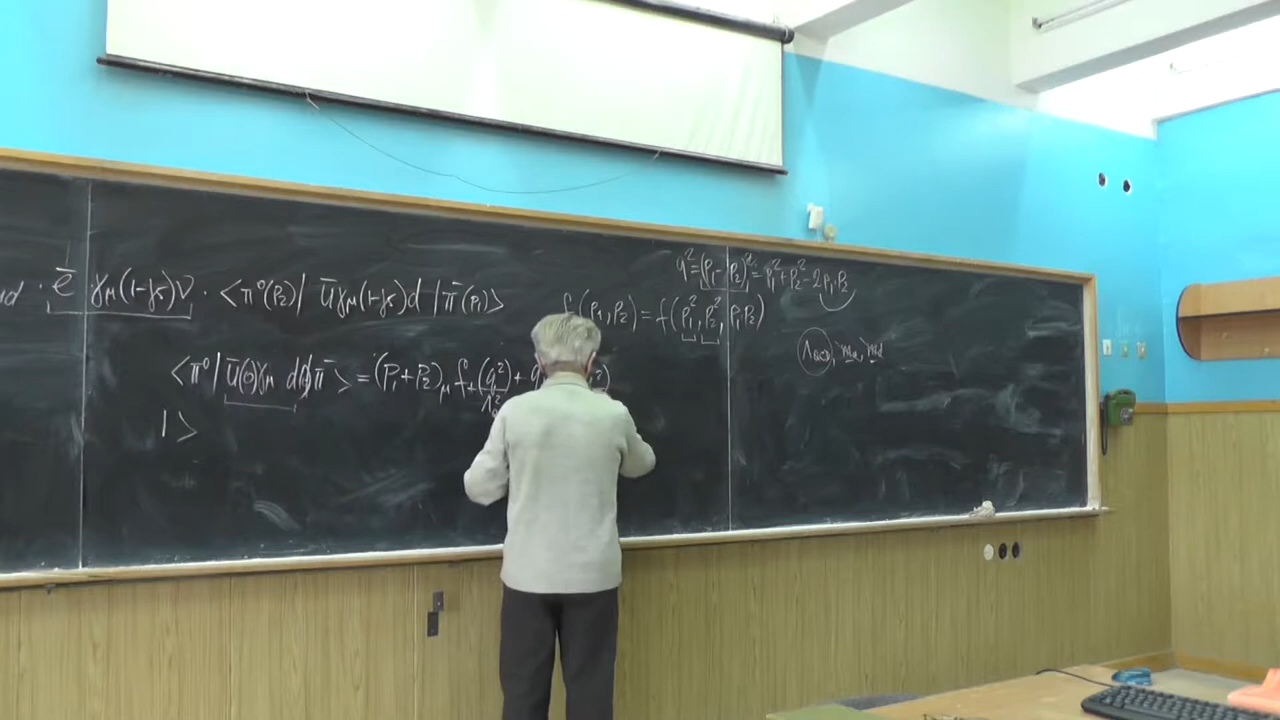 ud · ē γμ(1-γ5)ν · <π⁰(p₂)| ūγμ(1-γ5)d |π̄(p₁)>
q² = (p₁-p₂)² = p₁²+p₂²-2p₁p₂
f(p₁,p₂) = f(p₁²,p₂²,p₁p₂)
mu, md
<π⁰| ū(0)γμ d(0)|π̄> = (p₁+p₂)μ f₊(q²) +
|>